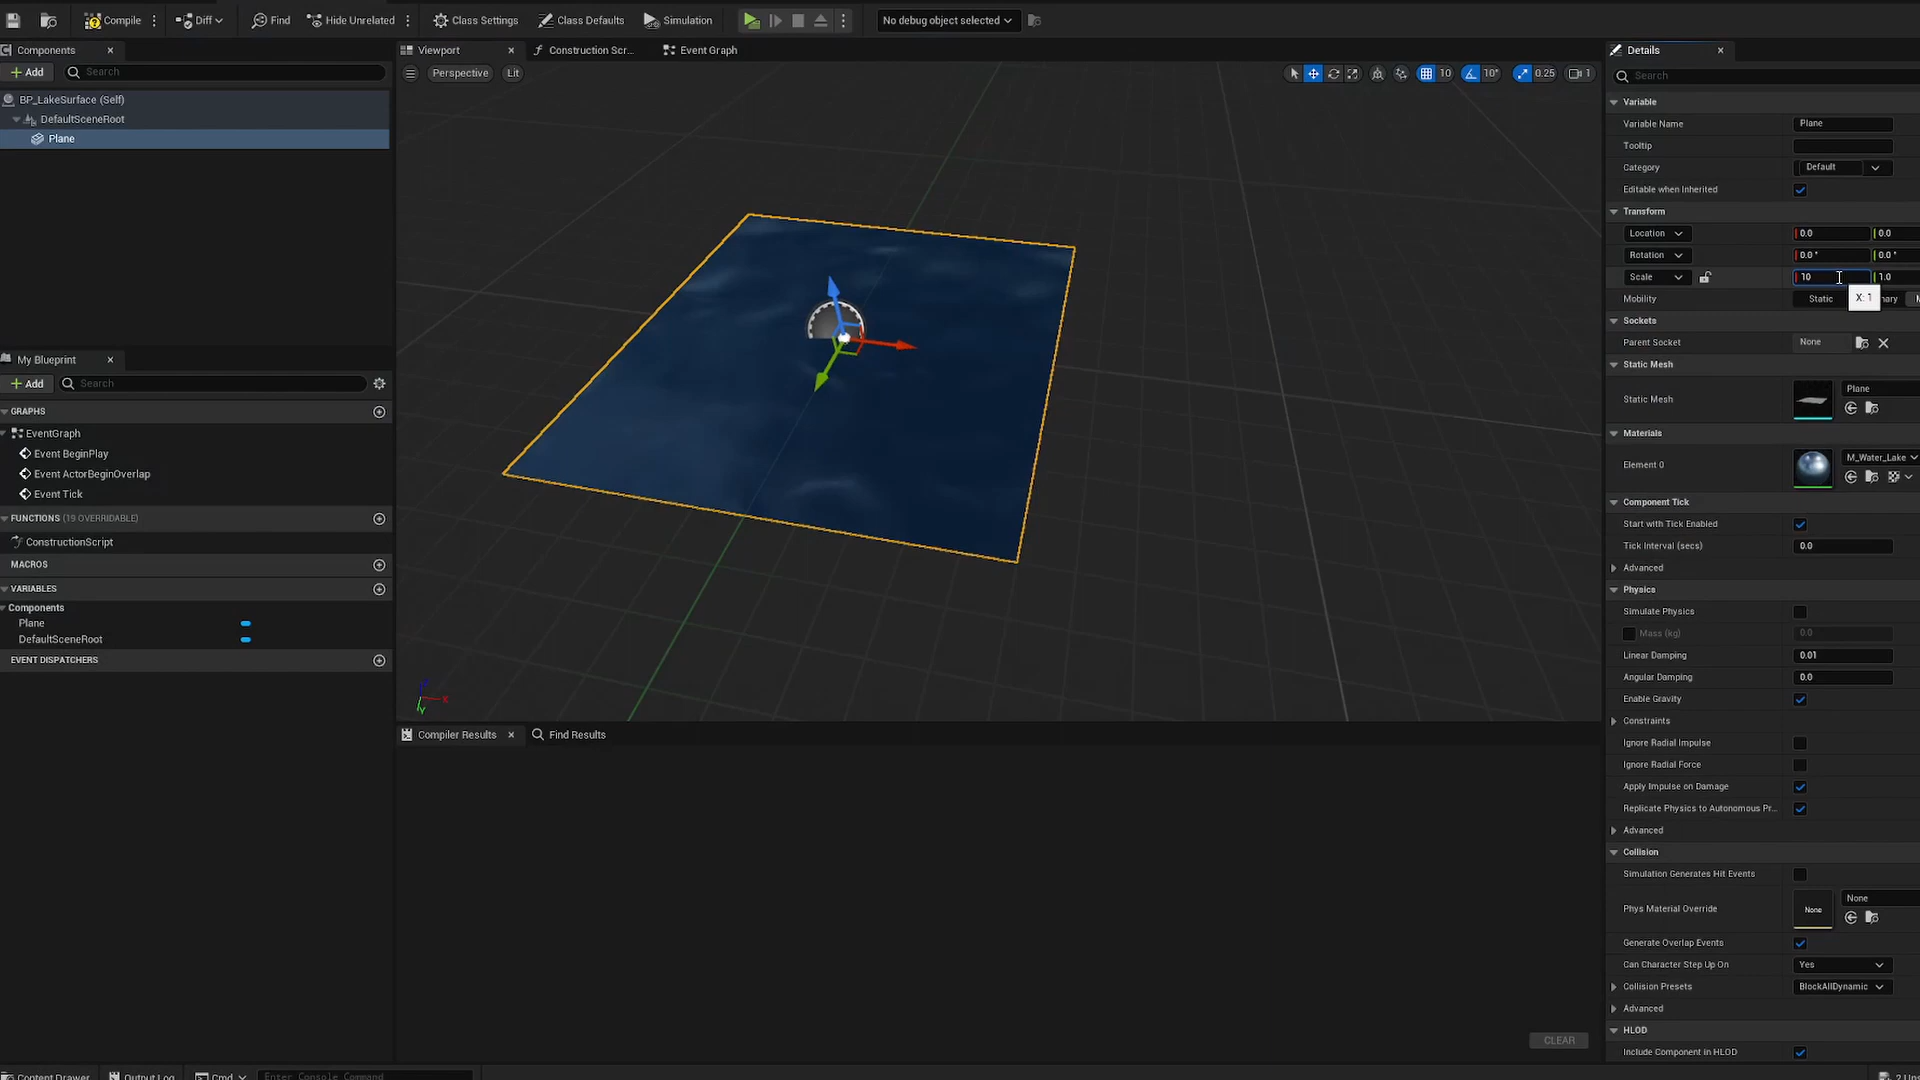 Compile
Diff
Find
Hide Unrelated
Class Settings
Class Defaults
Simulation
No debug object selected
Components
Add
Search
BP_LakeSurface (Self)
DefaultSceneRoot
Plane
My Blueprint
Add
Search
GRAPHS
EventGraph
Event BeginPlay
Event ActorBeginOverlap
Event Tick
FUNCTIONS (19 OVERRIDABLE)
ConstructionScript
MACROS
VARIABLES
Components
Plane
DefaultSceneRoot
EVENT DISPATCHERS
Viewport
Construction Scr...
Event Graph
Perspective
Lit
10
10°
0.25
1
Compiler Results
Find Results
CLEAR
Details
Search
Variable
Variable Name
Plane
Tooltip
Category
Default
Editable when Inherited
Transform
Location
0.0
0.0
Rotation
0.0 °
0.0 °
Scale
10
1.0
X: 1
Mobility
Static
nary
Sockets
Parent Socket
None
Static Mesh
Static Mesh
Plane
Materials
Element 0
M_Water_Lake
Component Tick
Start with Tick Enabled
Tick Interval (secs)
0.0
Advanced
Physics
Simulate Physics
Mass (kg)
0.0
Linear Damping
0.01
Angular Damping
0.0
Enable Gravity
Constraints
Ignore Radial Impulse
Ignore Radial Force
Apply Impulse on Damage
Replicate Physics to Autonomous Pr...
Advanced
Collision
Simulation Generates Hit Events
Phys Material Override
None
None
Generate Overlap Events
Can Character Step Up On
Yes
Collision Presets
BlockAllDynamic
Advanced
HLOD
Include Component in HLOD
Content Drawer
Output Log
Cmd
Enter Console Command